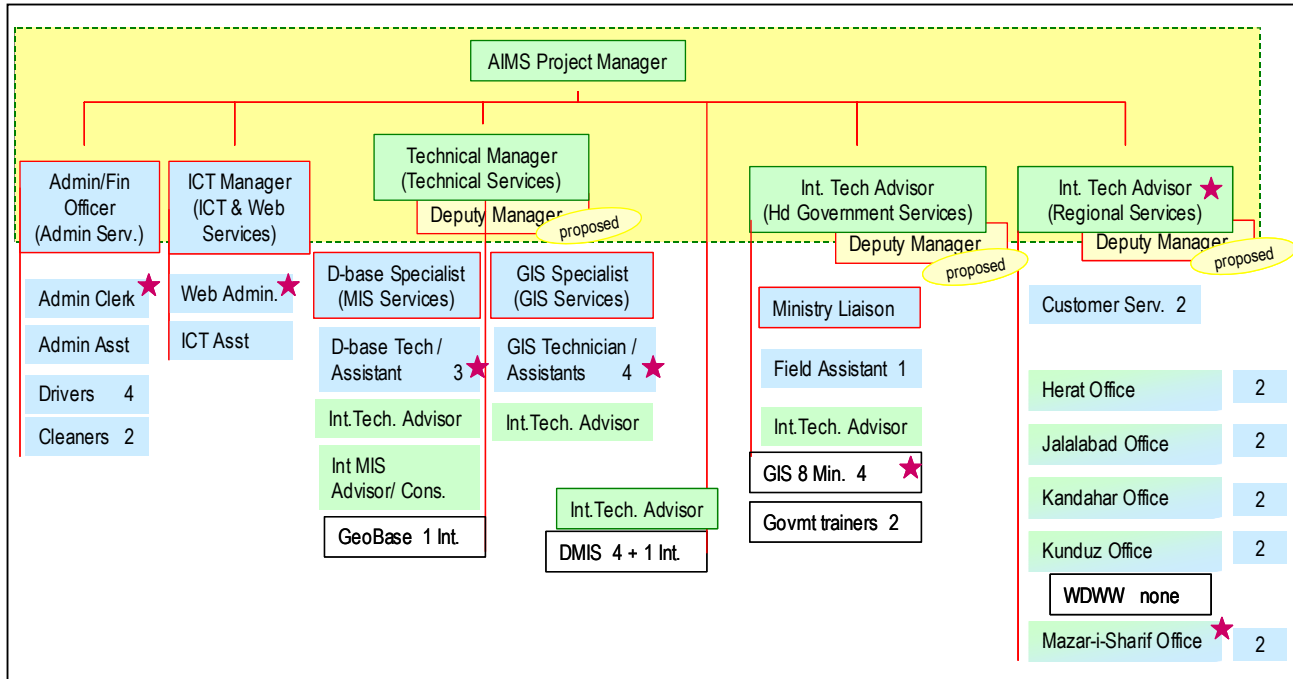 AIMS Project Manager
Admin/Fin
Officer
(Admin Serv.)
ICT Manager
(ICT & Web
Services)
Technical Manager
(Technical Services)
Deputy Manager
proposed
Int. Tech Advisor
(Hd Government Services)
Deputy Manager
proposed
Int. Tech Advisor
(Regional Services)
Deputy Manager
proposed
Admin Clerk
Admin Asst
Drivers 4
Cleaners 2
Web Admin.
ICT Asst
D-base Specialist
(MIS Services)
D-base Tech /
Assistant 3
Int.Tech. Advisor
Int MIS
Advisor/ Cons.
GeoBase 1 Int.
GIS Specialist
(GIS Services)
GIS Technician /
Assistants 4
Int.Tech. Advisor
Int.Tech. Advisor
DMIS 4 + 1 Int.
Ministry Liaison
Field Assistant 1
Int.Tech. Advisor
GIS 8 Min. 4
Govmt trainers 2
Customer Serv. 2
Herat Office 2
Jalalabad Office 2
Kandahar Office 2
Kunduz Office 2
WDWW none
Mazar-i-Sharif Office 2